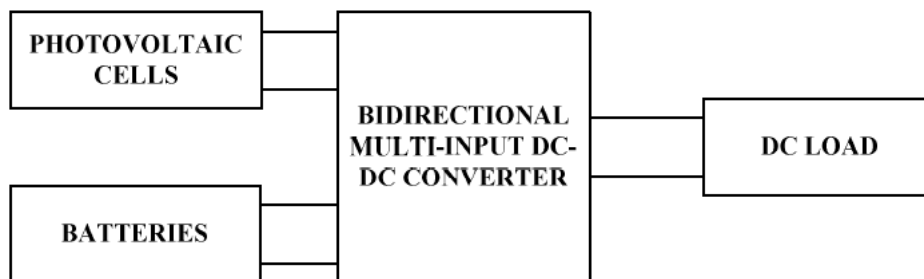 PHOTOVOLTAIC
CELLS
BATTERIES
BIDIRECTIONAL
MULTI-INPUT DC-
DC CONVERTER
DC LOAD